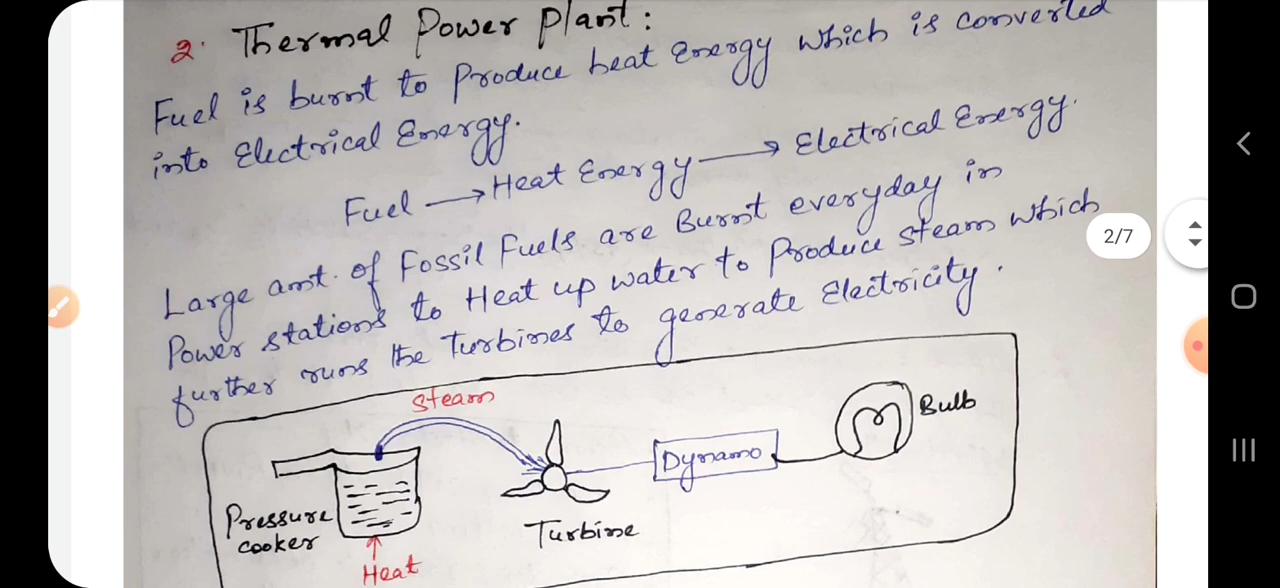 2. Thermal Power Plant:
Fuel is burnt to Produce heat Energy which is converted
into Electrical Energy.
Fuel → Heat Energy → Electrical Energy.
Large amt. of Fossil Fuels are Burnt everyday in
Power stations to Heat up water to Produce steam which
further runs the Turbines to generate Electricity.
Steam
Bulb
Dynamo
Pressure
cooker
Turbine
Heat
2/7